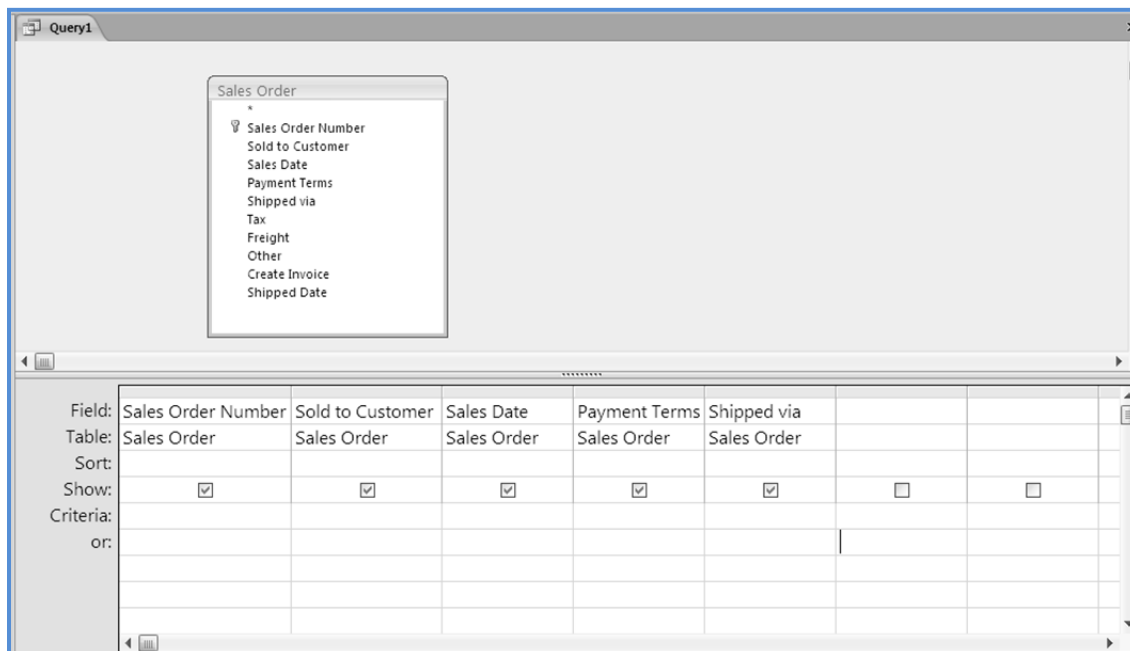 Query1
Sales Order
*
Sales Order Number
Sold to Customer
Sales Date
Payment Terms
Shipped via
Tax
Freight
Other
Create Invoice
Shipped Date
Field: Sales Order Number Sold to Customer Sales Date Payment Terms Shipped via
Table: Sales Order Sales Order Sales Order Sales Order Sales Order
Sort:
Show:
Criteria:
or: